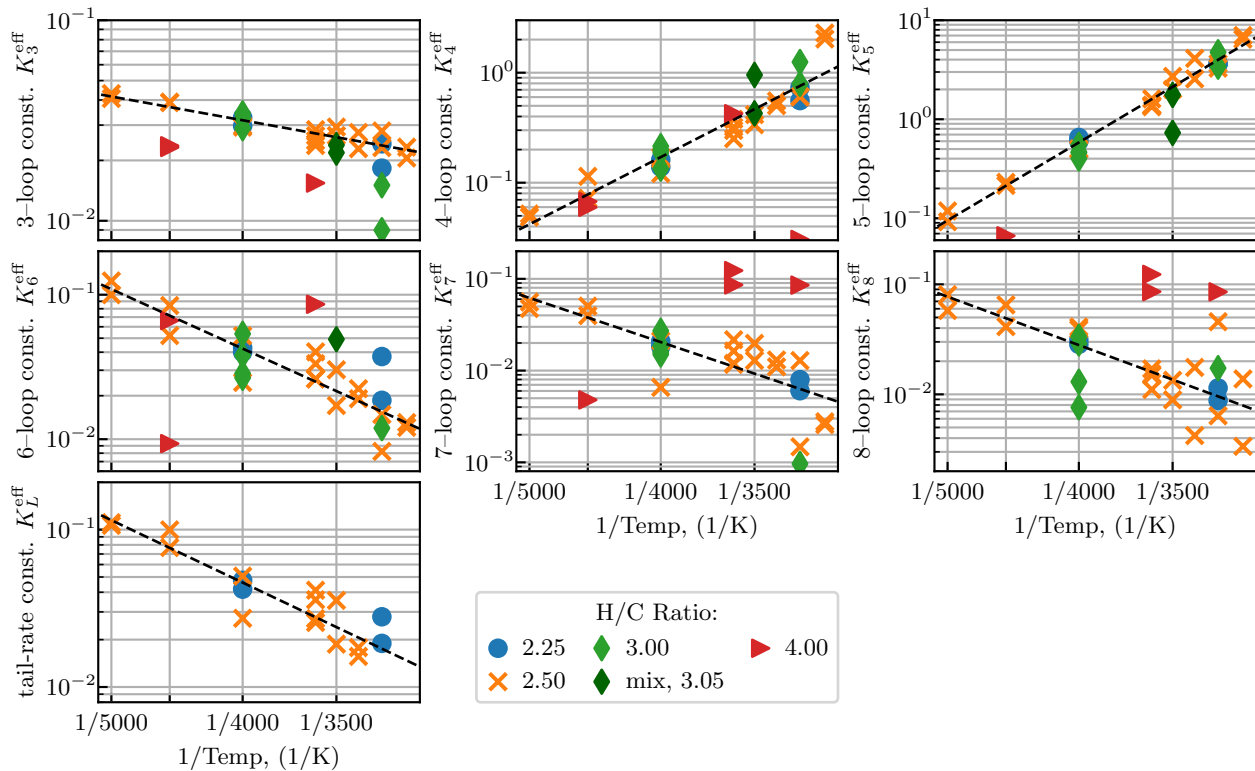 3–loop const. K₃^eff
10⁻¹
10⁻²
4–loop const. K₄^eff
10⁰
10⁻¹
5–loop const. K₅^eff
10¹
10⁰
10⁻¹
6–loop const. K₆^eff
10⁻¹
10⁻²
7–loop const. K₇^eff
10⁻¹
10⁻²
10⁻³
1/5000 1/4000 1/3500
1/Temp, (1/K)
8–loop const. K₈^eff
10⁻¹
10⁻²
1/5000 1/4000 1/3500
1/Temp, (1/K)
tail-rate const. K_L^eff
10⁻¹
10⁻²
1/5000 1/4000 1/3500
1/Temp, (1/K)
H/C Ratio:
2.25 3.00 4.00
2.50 mix, 3.05